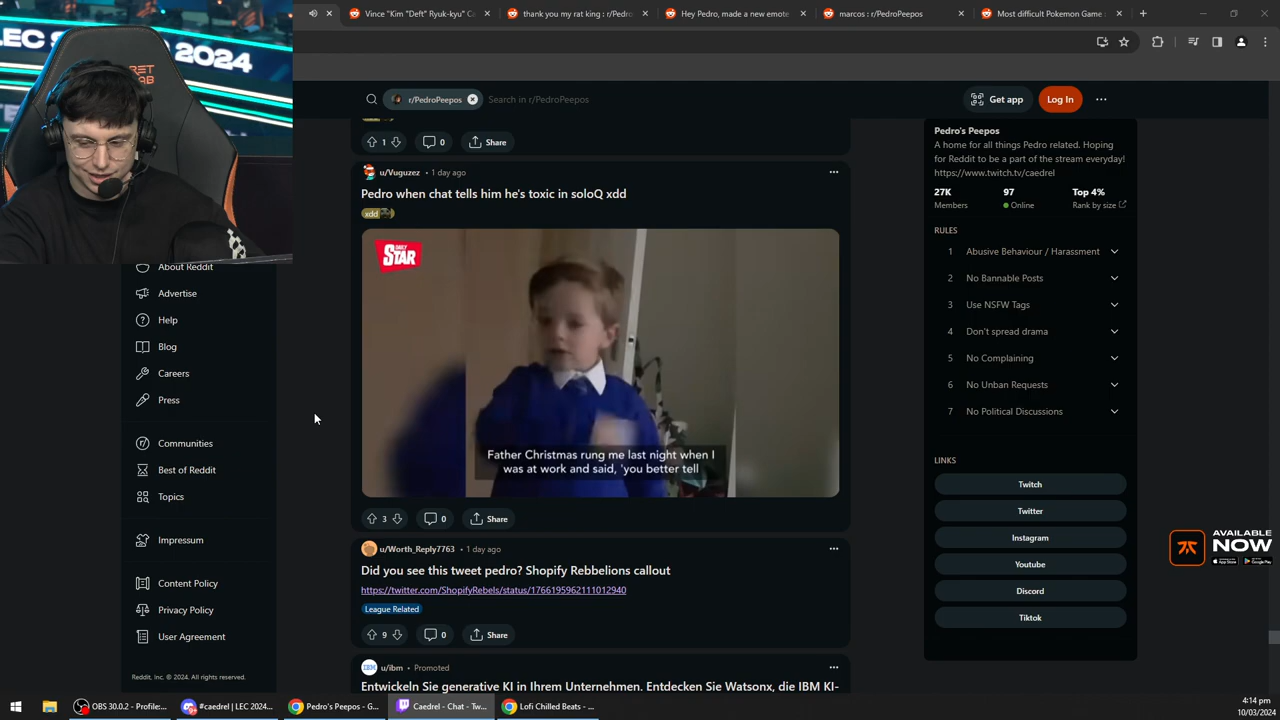 Vince "Kim "Deft" Ryuk-kyu" C
thank you my rat king : r/Pedro
Hey Pedro, made a new emote
marcos : r/PedroPeepos
Most difficult Pokemon Game
2024
r/PedroPeepos
Search in r/PedroPeepos
Get app
Log In
1
0
Share
u/Vuguzez • 1 day ago
Pedro when chat tells him he's toxic in soloQ xdd
xdd
DAILY
STAR
Father Christmas rung me last night when I
was at work and said, 'you better tell
3
0
Share
u/Worth_Reply7763 • 1 day ago
Did you see this tweet pedro? Shopify Rebbelions callout
https://twitter.com/ShopifyRebels/status/1766195962111012940
League Related
9
0
Share
IBM
u/ibm • Promoted
Entwickeln Sie generative KI in Ihrem Unternehmen. Entdecken Sie Watsonx, die IBM KI-
About Reddit
Advertise
Help
Blog
Careers
Press
Communities
Best of Reddit
Topics
Impressum
Content Policy
Privacy Policy
User Agreement
Reddit, Inc. © 2024. All rights reserved.
Pedro's Peepos
A home for all things Pedro related. Hoping
for Reddit to be a part of the stream everyday!
https://www.twitch.tv/caedrel
27K
97
Top 4%
Members
Online
Rank by size
RULES
1 Abusive Behaviour / Harassment
2 No Bannable Posts
3 Use NSFW Tags
4 Don't spread drama
5 No Complaining
6 No Unban Requests
7 No Political Discussions
LINKS
Twitch
Twitter
Instagram
Youtube
Discord
Tiktok
AVAILABLE
NOW
App Store
Google Play
OBS 30.0.2 - Profile:...
#caedrel | LEC 2024...
Pedro's Peepos - G...
Caedrel - Chat - Tw...
Lofi Chilled Beats - ...
4:14 pm
10/03/2024